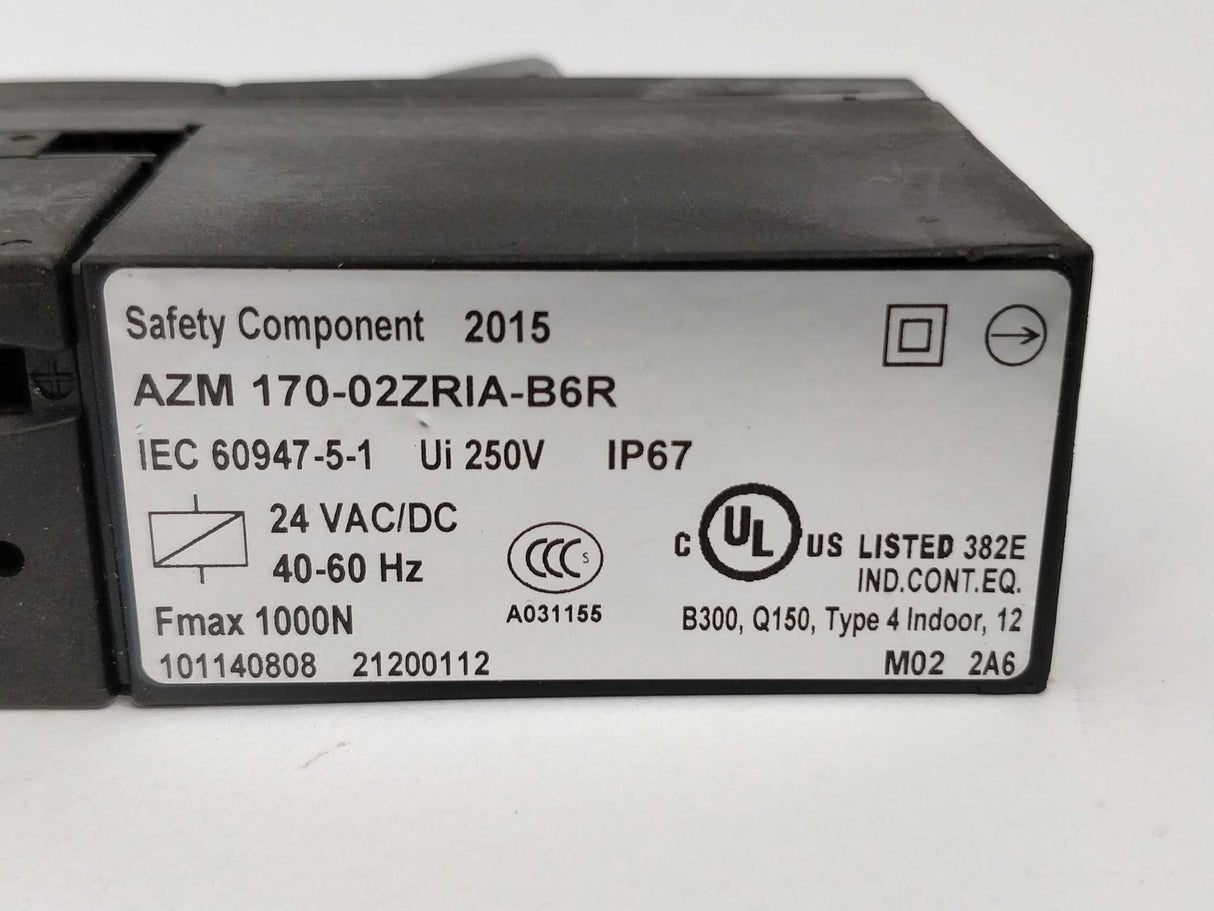 Safety Component 2015
AZM 170-02ZRIA-B6R
IEC 60947-5-1 Ui 250V IP67
24 VAC/DC
40-60 Hz
CCC S
A031155
C UL US LISTED 382E
IND.CONT.EQ.
Fmax 1000N
B300, Q150, Type 4 Indoor, 12
101140808 21200112
M02 2A6